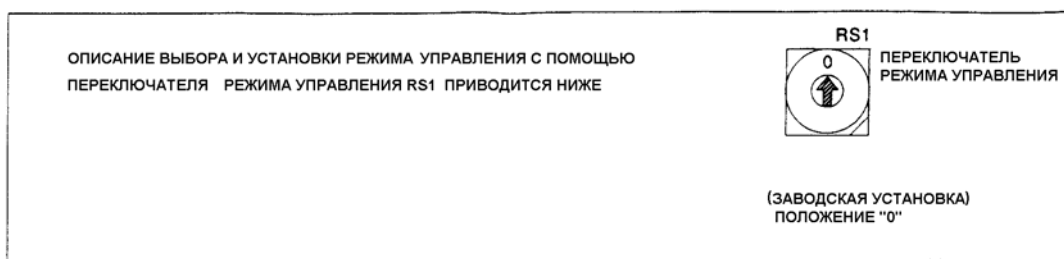 ОПИСАНИЕ ВЫБОРА И УСТАНОВКИ РЕЖИМА УПРАВЛЕНИЯ С ПОМОЩЬЮ
ПЕРЕКЛЮЧАТЕЛЯ РЕЖИМА УПРАВЛЕНИЯ RS1 ПРИВОДИТСЯ НИЖЕ
RS1
0
ПЕРЕКЛЮЧАТЕЛЬ
РЕЖИМА УПРАВЛЕНИЯ
(ЗАВОДСКАЯ УСТАНОВКА)
ПОЛОЖЕНИЕ "0"